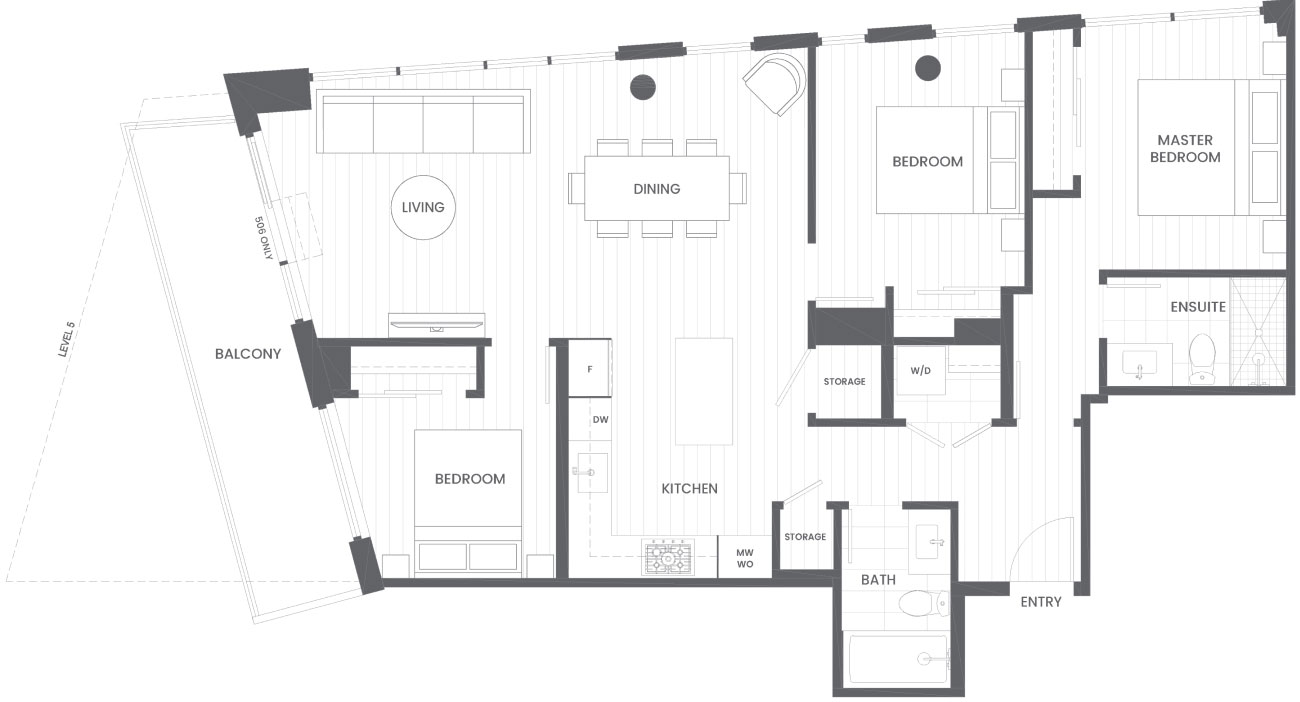 MASTER
BEDROOM
BEDROOM
DINING
LIVING
506 ONLY
ENSUITE
LEVEL 5
BALCONY
F
STORAGE
W/D
DW
BEDROOM
KITCHEN
STORAGE
MW
WO
BATH
ENTRY